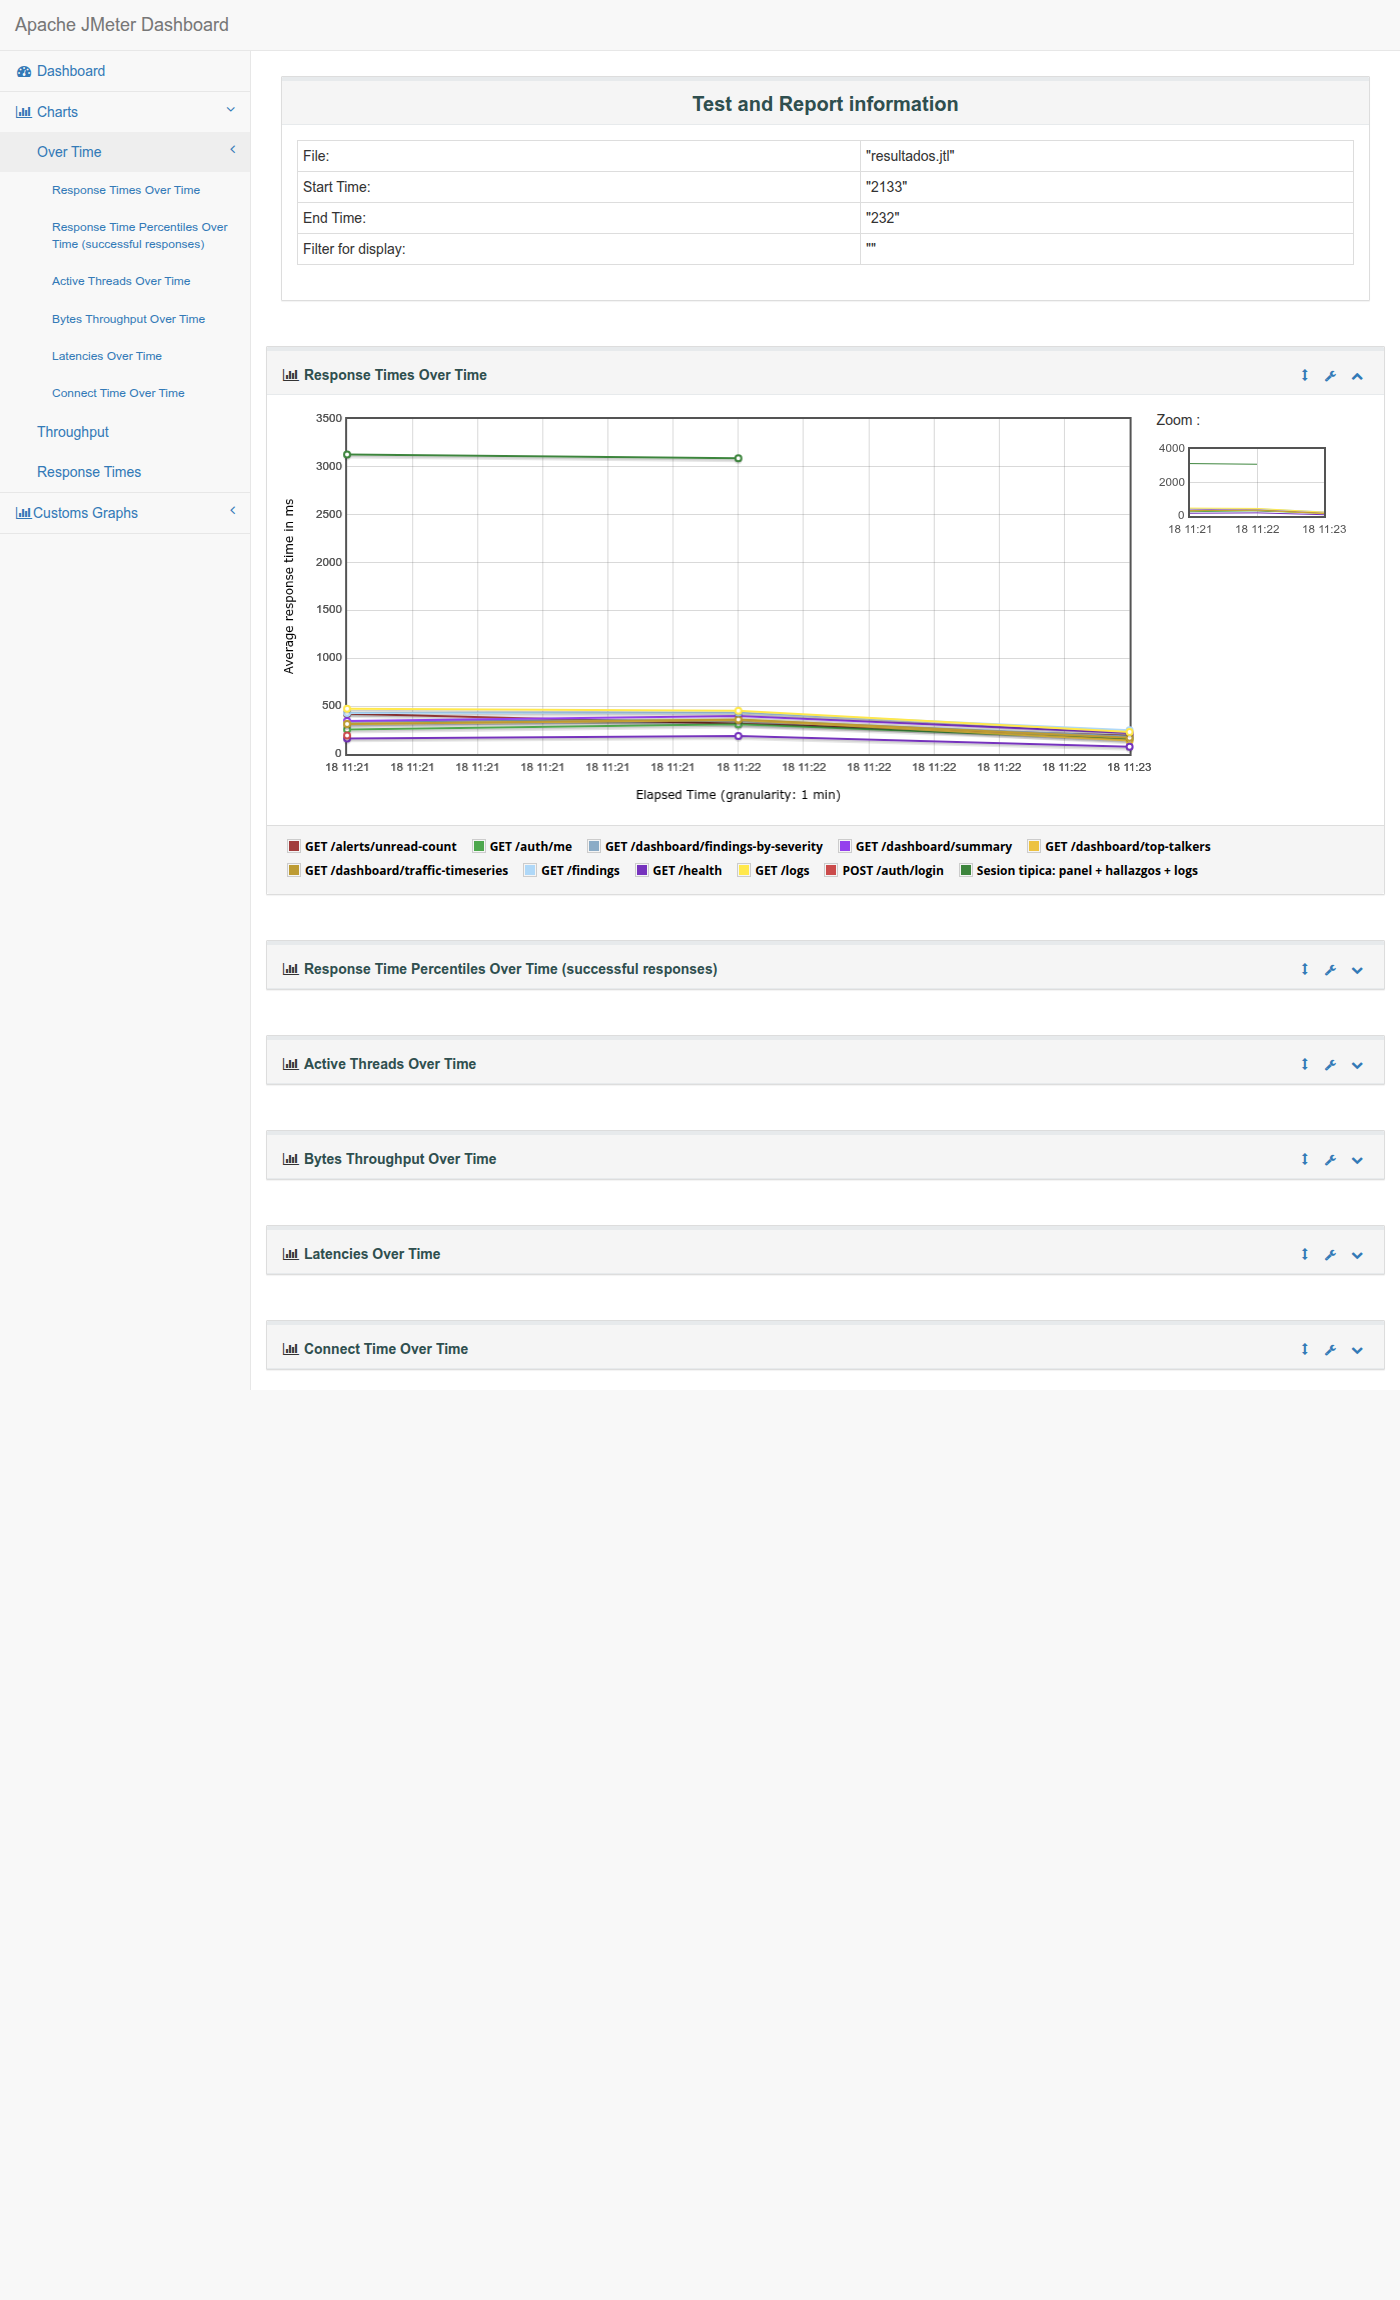 Apache JMeter Dashboard
Dashboard
Charts
Over Time
Response Times Over Time
Response Time Percentiles Over
Time (successful responses)
Active Threads Over Time
Bytes Throughput Over Time
Latencies Over Time
Connect Time Over Time
Throughput
Response Times
Customs Graphs
Test and Report information
File: "resultados.jtl"
Start Time: "2133"
End Time: "232"
Filter for display: ""
Response Times Over Time
Average response time in ms
3500
3000
2500
2000
1500
1000
500
0
18 11:21 18 11:21 18 11:21 18 11:21 18 11:21 18 11:21 18 11:22 18 11:22 18 11:22 18 11:22 18 11:22 18 11:22 18 11:23
Elapsed Time (granularity: 1 min)
Zoom :
4000
2000
0
18 11:21 18 11:22 18 11:23
GET /alerts/unread-count GET /auth/me GET /dashboard/findings-by-severity GET /dashboard/summary GET /dashboard/top-talkers
GET /dashboard/traffic-timeseries GET /findings GET /health GET /logs POST /auth/login Sesion tipica: panel + hallazgos + logs
Response Time Percentiles Over Time (successful responses)
Active Threads Over Time
Bytes Throughput Over Time
Latencies Over Time
Connect Time Over Time